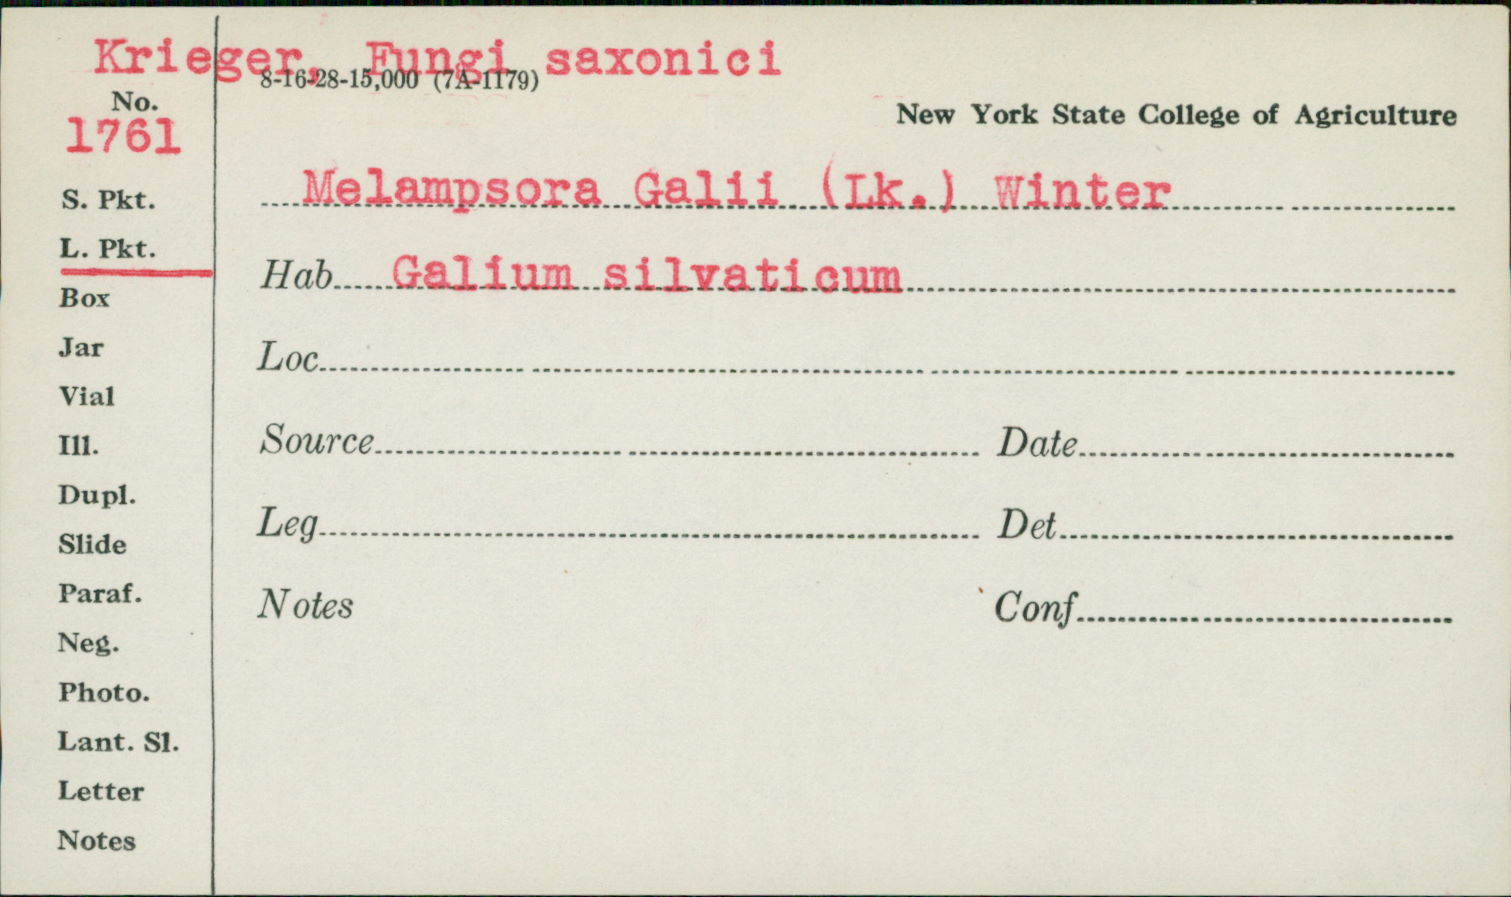 Krieger, Fungi saxonici
8-16-28-15,000 (7A-1179)
No.
1761
New York State College of Agriculture
S. Pkt.
Melampsora Galii (Lk.) Winter
L. Pkt.
Hab. Galium silvaticum
Box
Jar
Loc.
Vial
Ill.
Source
Date
Dupl.
Slide
Leg.
Det.
Paraf.
Notes
Conf.
Neg.
Photo.
Lant. Sl.
Letter
Notes